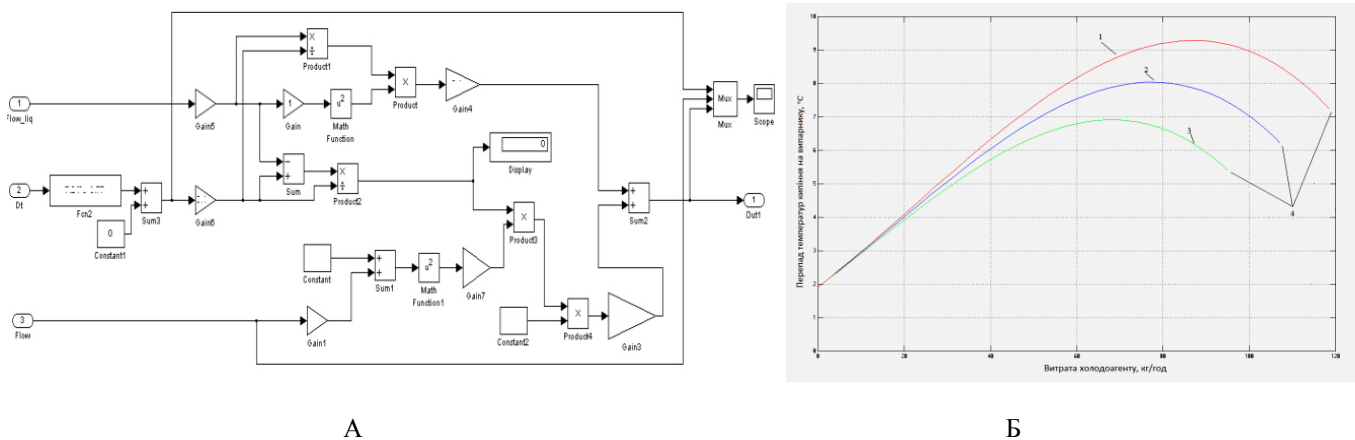 1
Flow_liq
2
Dt
Fcn2
0
Constant1
+
+
Sum3
3
Flow
Gain5
Gain6
×
÷
Product1
1
Gain
u²
Math
Function
×
Product
Gain4
−
+
Sum
×
÷
Product2
0
Display
Constant
+
+
Sum1
Gain1
u²
Math
Function1
Gain7
×
Product3
Constant2
×
Product4
Gain3
+
+
Sum2
Mux
Mux
Scope
1
Out1
А
Перепад температур кипіння на випарнику, °С
10
9
8
7
6
5
4
3
2
1
0
0
20
40
60
80
100
120
1
2
3
4
Витрата холодоагенту, кг/год
Б